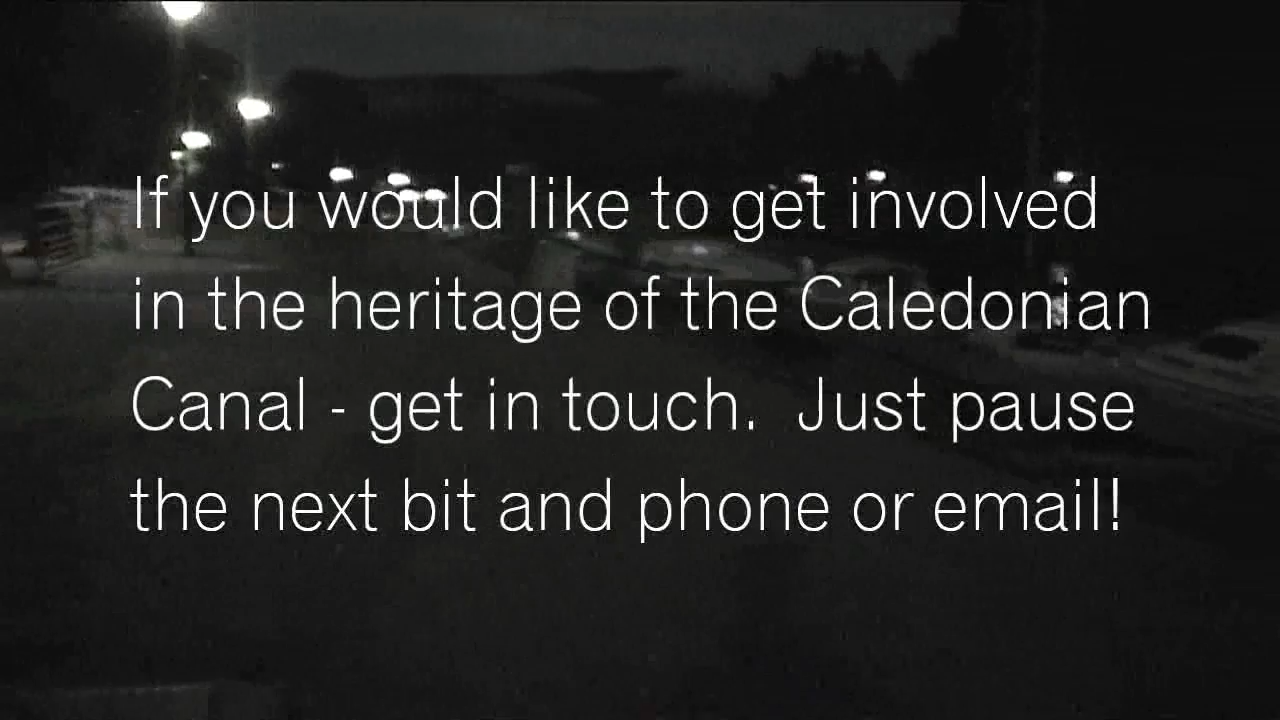 If you would like to get involved
in the heritage of the Caledonian
Canal - get in touch.  Just pause
the next bit and phone or email!